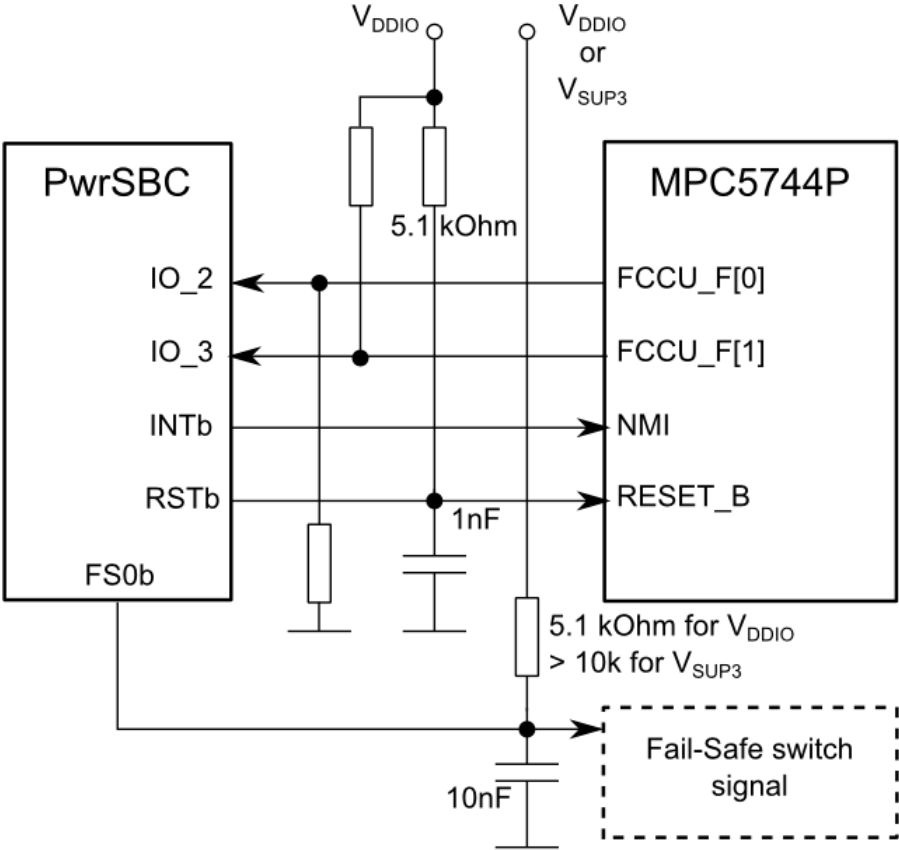 VDDIO
VDDIO
or
VSUP3
PwrSBC
MPC5744P
5.1 kOhm
IO_2
FCCU_F[0]
IO_3
FCCU_F[1]
INTb
NMI
RSTb
RESET_B
1nF
FS0b
5.1 kOhm for VDDIO
> 10k for VSUP3
Fail-Safe switch
signal
10nF